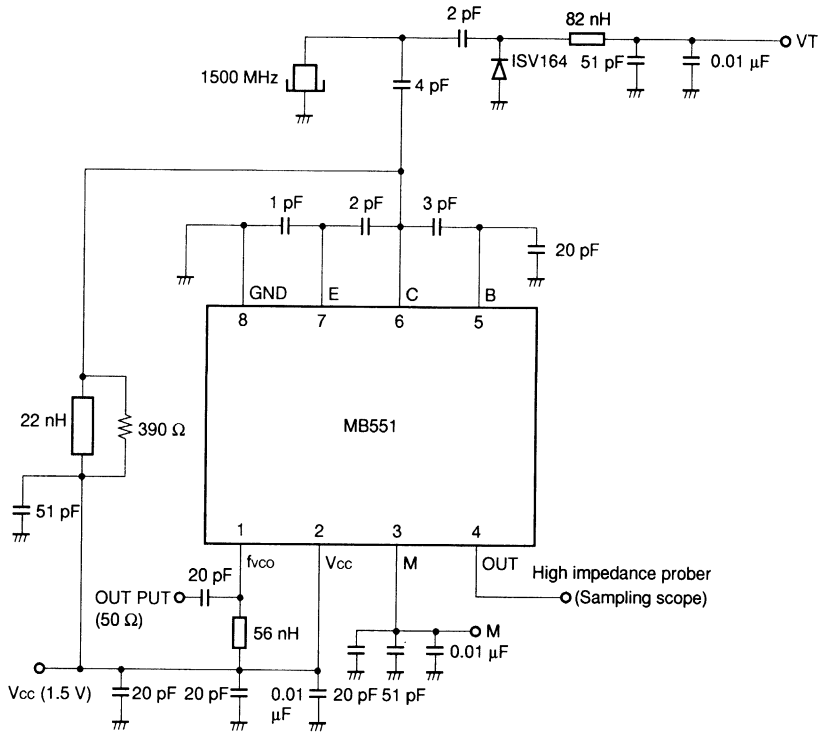 2 pF
82 nH
VT
1500 MHz
4 pF
ISV164
51 pF
0.01 µF
1 pF
2 pF
3 pF
20 pF
GND
E
C
B
8
7
6
5
22 nH
390 Ω
MB551
51 pF
1
2
3
4
fVCO
VCC
M
OUT
20 pF
High impedance prober
OUT PUT
(Sampling scope)
(50 Ω)
56 nH
M
0.01 µF
VCC (1.5 V)
20 pF
20 pF
0.01
µF
20 pF
51 pF